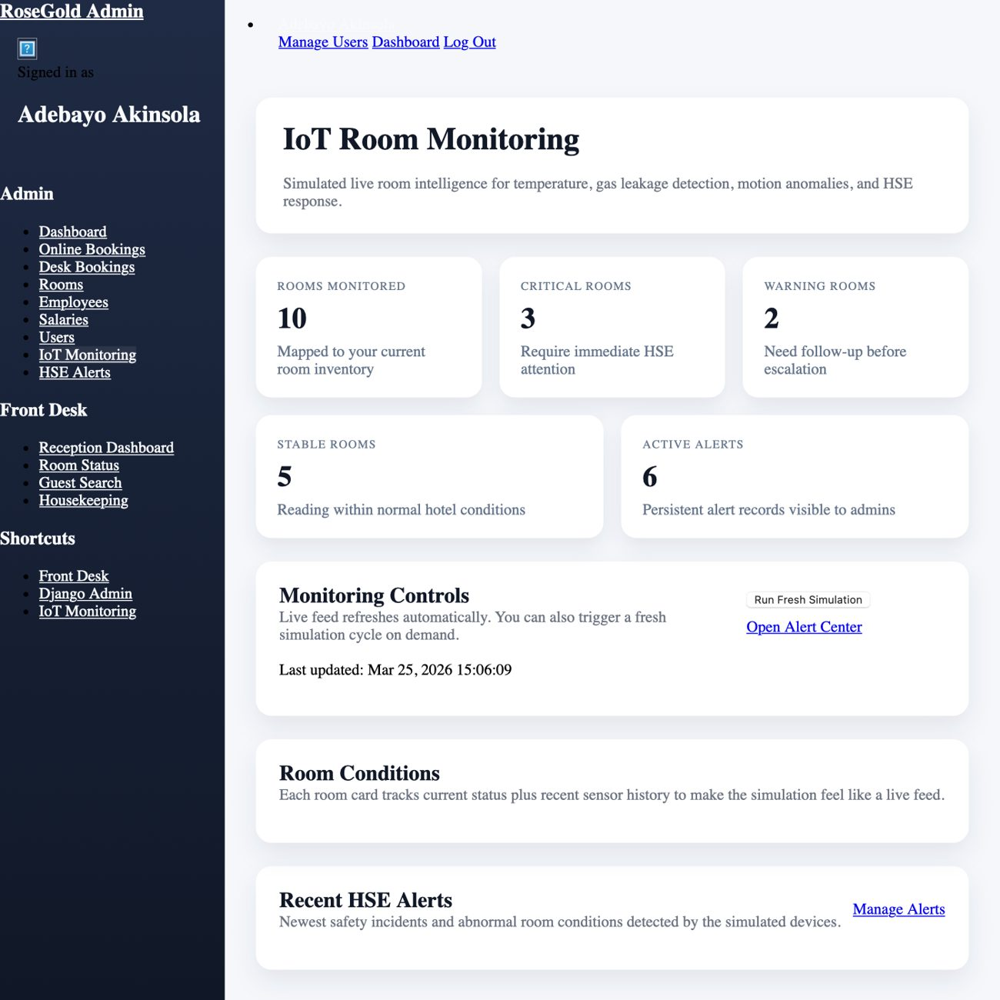 RoseGold Admin
Signed in as
Adebayo Akinsola
Admin
Dashboard
Online Bookings
Desk Bookings
Rooms
Employees
Salaries
Users
IoT Monitoring
HSE Alerts
Front Desk
Reception Dashboard
Room Status
Guest Search
Housekeeping
Shortcuts
Front Desk
Django Admin
IoT Monitoring
Adebayo Akinsola
Manage Users Dashboard Log Out
IoT Room Monitoring
Simulated live room intelligence for temperature, gas leakage detection, motion anomalies, and HSE
response.
ROOMS MONITORED
10
Mapped to your current
room inventory
CRITICAL ROOMS
3
Require immediate HSE
attention
WARNING ROOMS
2
Need follow-up before
escalation
STABLE ROOMS
5
Reading within normal hotel conditions
ACTIVE ALERTS
6
Persistent alert records visible to admins
Monitoring Controls
Live feed refreshes automatically. You can also trigger a fresh
simulation cycle on demand.
Last updated: Mar 25, 2026 15:06:09
Run Fresh Simulation
Open Alert Center
Room Conditions
Each room card tracks current status plus recent sensor history to make the simulation feel like a live feed.
Recent HSE Alerts
Newest safety incidents and abnormal room conditions detected by the simulated devices.
Manage Alerts